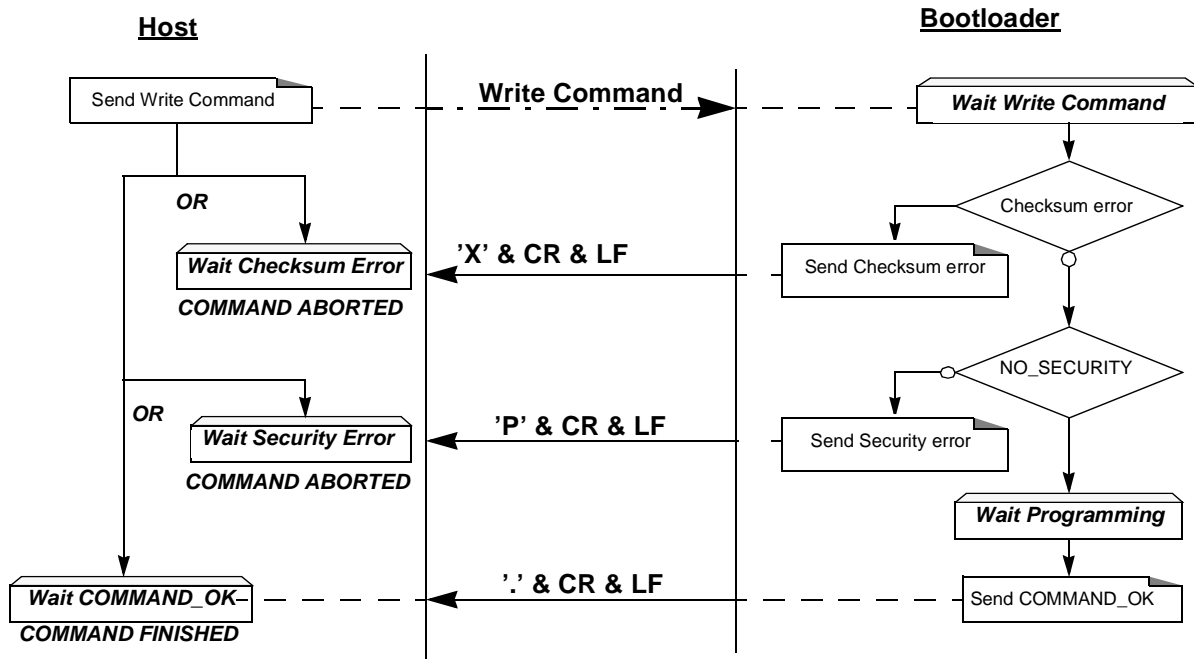 Host
Bootloader
Send Write Command
Write Command
Wait Write Command
OR
Checksum error
Wait Checksum Error
'X' & CR & LF
Send Checksum error
COMMAND ABORTED
NO_SECURITY
OR
Wait Security Error
'P' & CR & LF
Send Security error
COMMAND ABORTED
Wait Programming
Wait COMMAND_OK
'.' & CR & LF
Send COMMAND_OK
COMMAND FINISHED